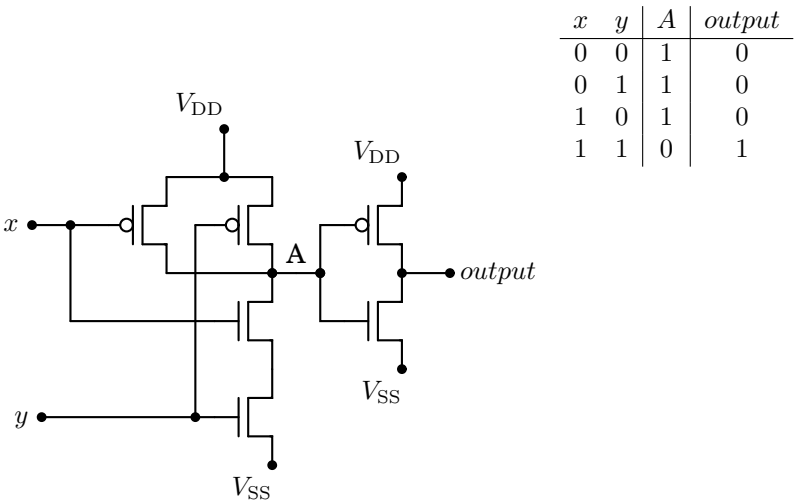 x y A output
0 0 1 0
0 1 1 0
1 0 1 0
1 1 0 1
V_DD
V_DD
x
A
output
V_SS
y
V_SS